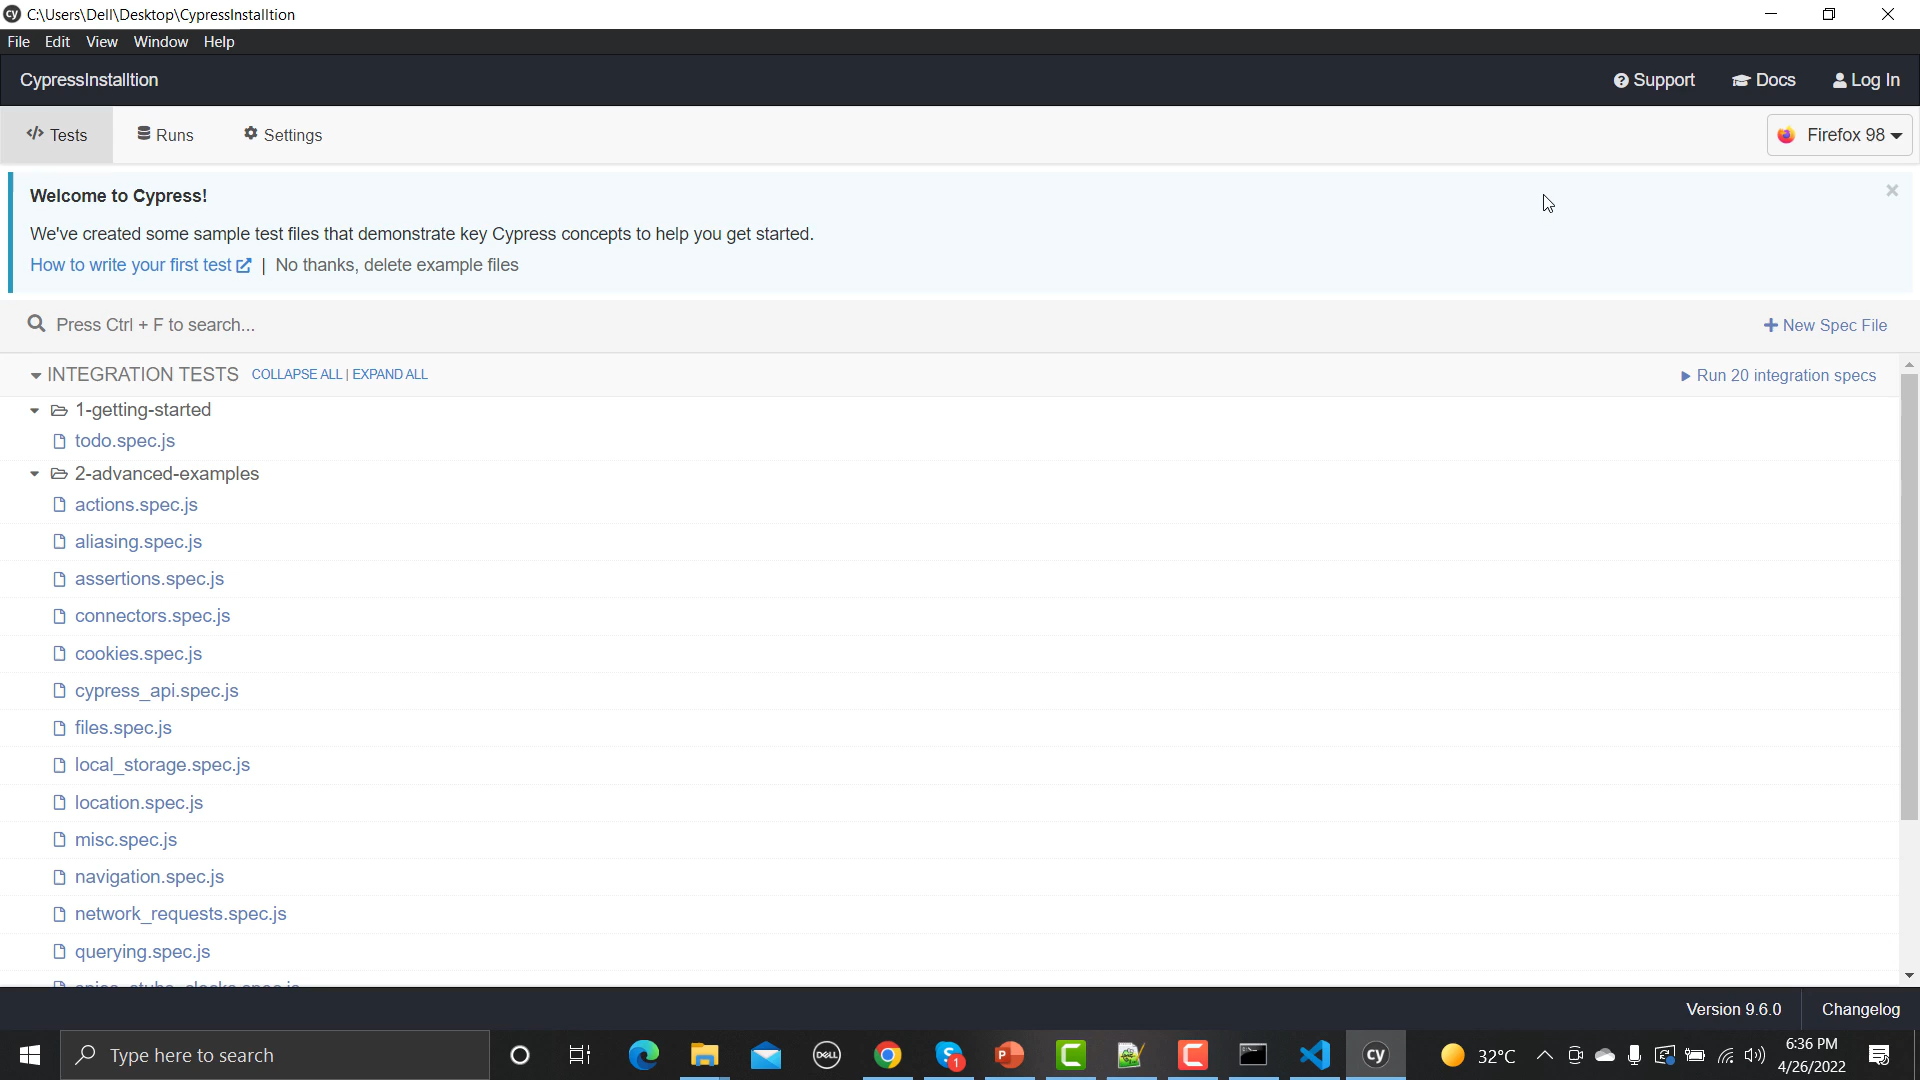 cy C:\Users\Dell\Desktop\CypressInstalltion
File Edit View Window Help
CypressInstalltion Support Docs Log In
Tests Runs Settings Firefox 98
Welcome to Cypress!
We've created some sample test files that demonstrate key Cypress concepts to help you get started.
How to write your first test | No thanks, delete example files
Press Ctrl + F to search... New Spec File
INTEGRATION TESTS COLLAPSE ALL | EXPAND ALL Run 20 integration specs
1-getting-started
todo.spec.js
2-advanced-examples
actions.spec.js
aliasing.spec.js
assertions.spec.js
connectors.spec.js
cookies.spec.js
cypress_api.spec.js
files.spec.js
local_storage.spec.js
location.spec.js
misc.spec.js
navigation.spec.js
network_requests.spec.js
querying.spec.js
Version 9.6.0 Changelog
Type here to search DELL 1 cy 32°C 6:36 PM
4/26/2022